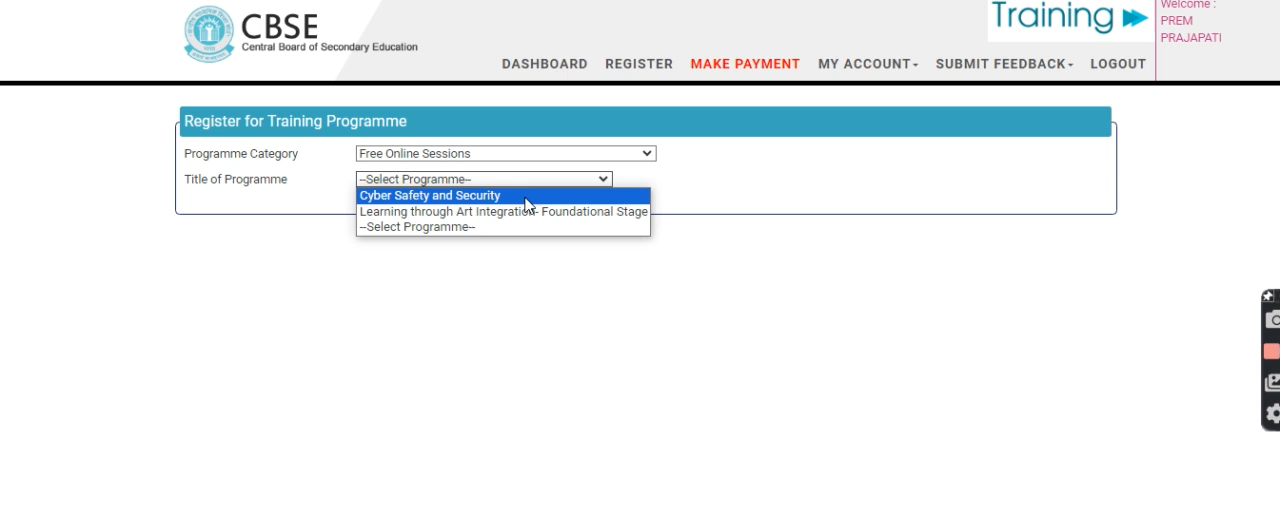 CBSE
Central Board of Secondary Education
Training
Welcome :
PREM
PRAJAPATI
DASHBOARD REGISTER MAKE PAYMENT MY ACCOUNT SUBMIT FEEDBACK LOGOUT
Register for Training Programme
Programme Category Free Online Sessions
Title of Programme --Select Programme--
Cyber Safety and Security
Learning through Art Integration- Foundational Stage
--Select Programme--